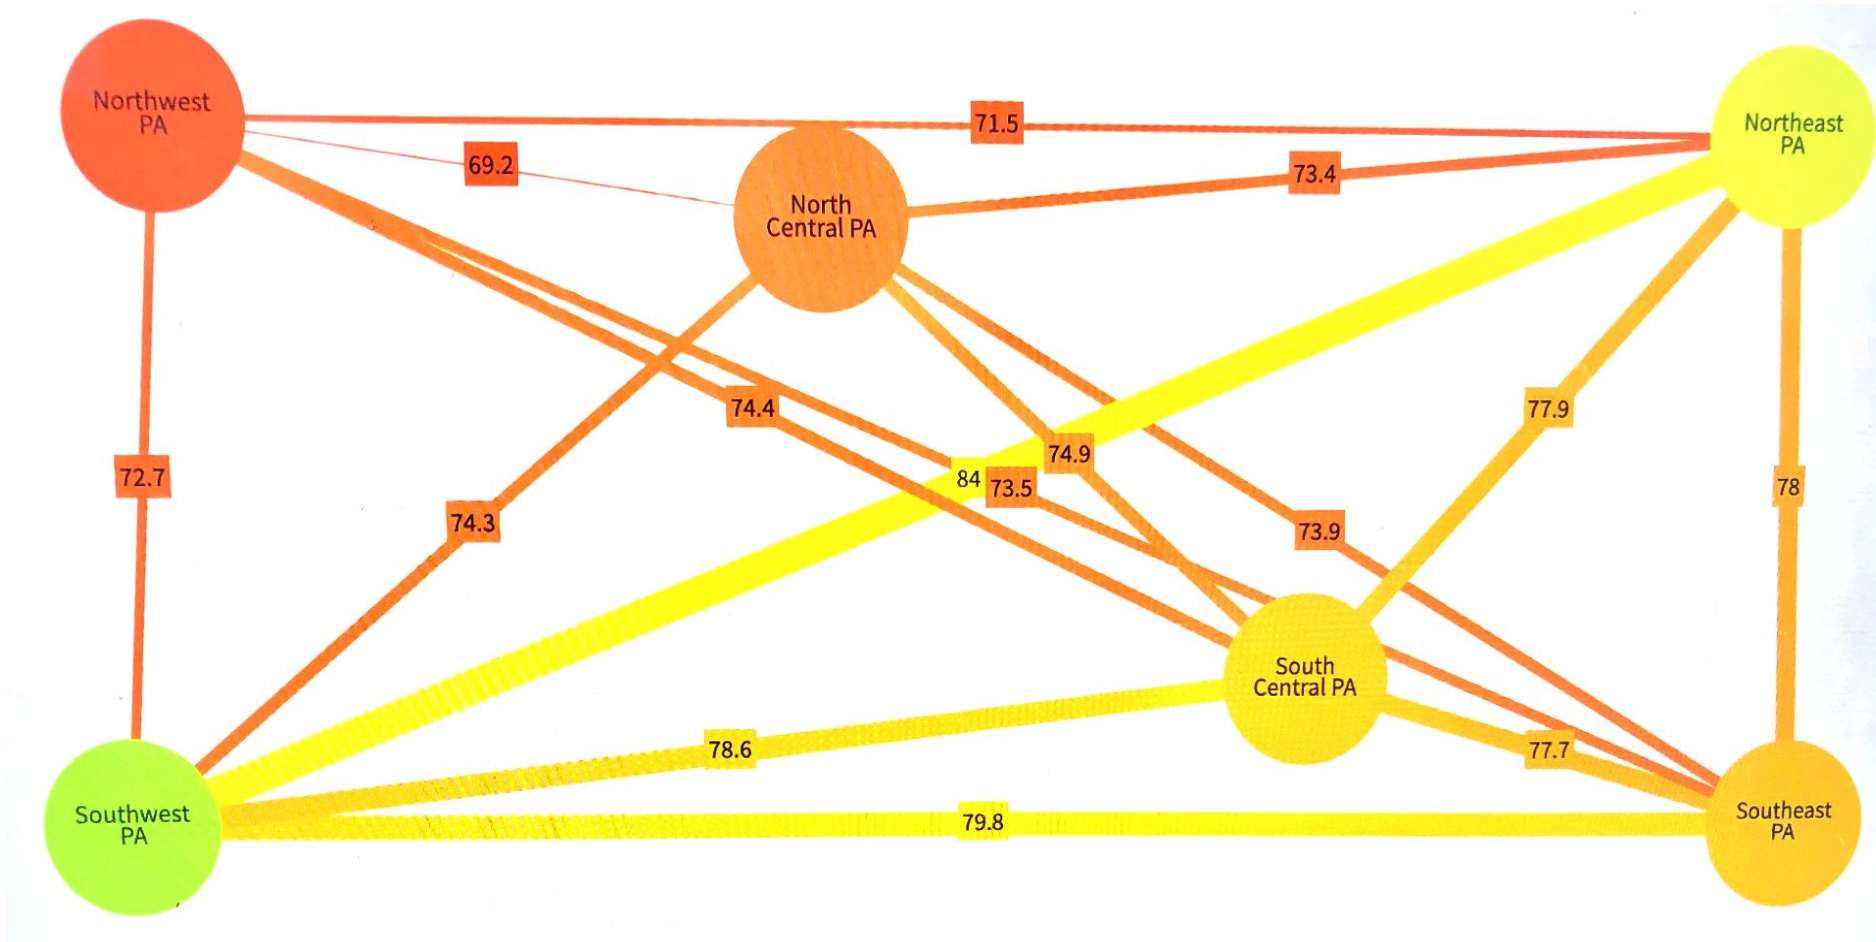 Northwest
PA
71.5
Northeast
PA
69.2
73.4
North
Central PA
74.4
77.9
74.9
72.7
84
73.5
78
74.3
73.9
South
Central PA
78.6
77.7
Southwest
PA
79.8
Southeast
PA